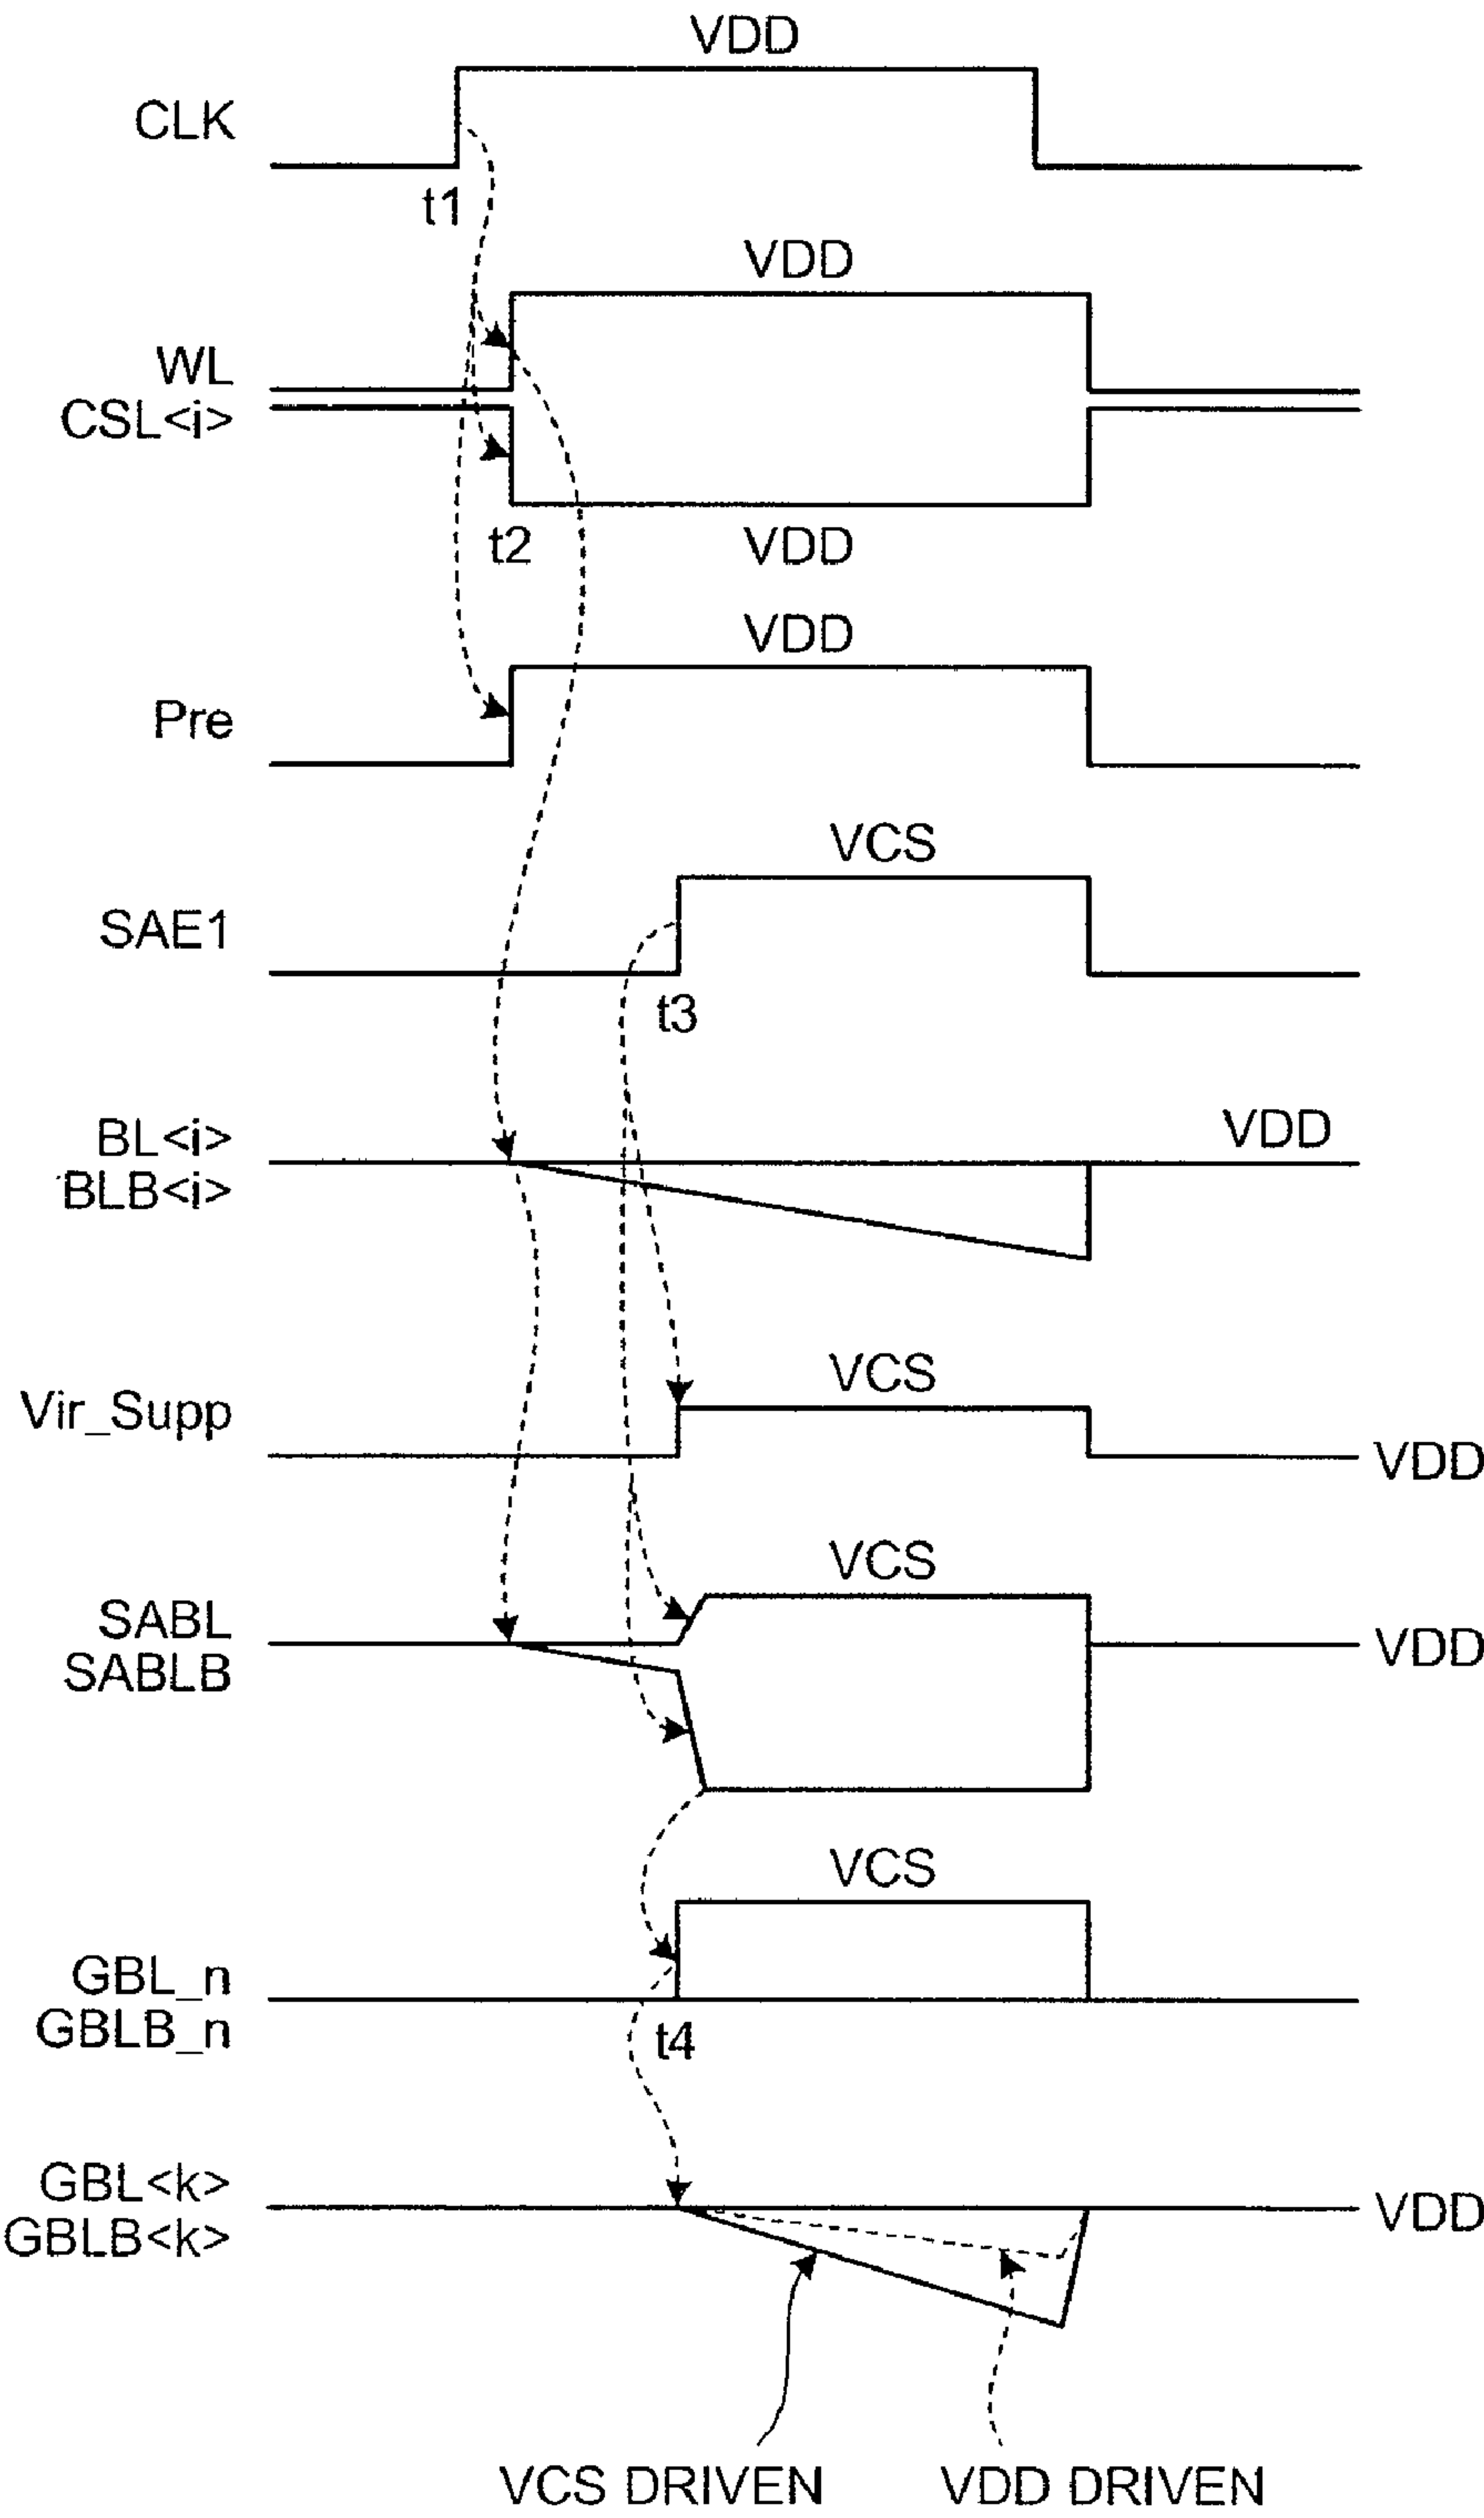 VDD
CLK
t1
VDD
WL
CSL<i>
t2
VDD
VDD
Pre
VCS
SAE1
t3
BL<i>
VDD
BLB<i>
VCS
Vir_Supp
VDD
VCS
SABL
VDD
SABLB
VCS
GBL_n
GBLB_n
t4
GBL<k>
VDD
GBLB<k>
VCS DRIVEN
VDD DRIVEN